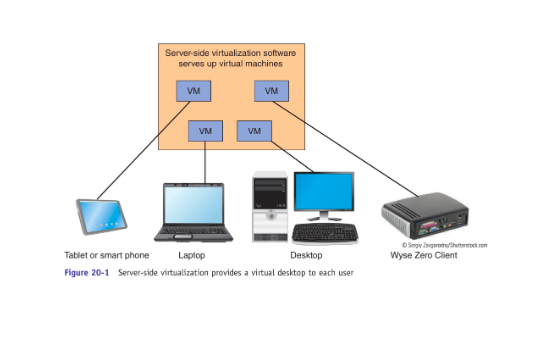 Server-side virtualization software
serves up virtual machines
VM
VM
VM
VM
© Sergiy Zavgorodny/Shutterstock.com
Tablet or smart phone
Laptop
Desktop
Wyse Zero Client
Figure 20-1 Server-side virtualization provides a virtual desktop to each user